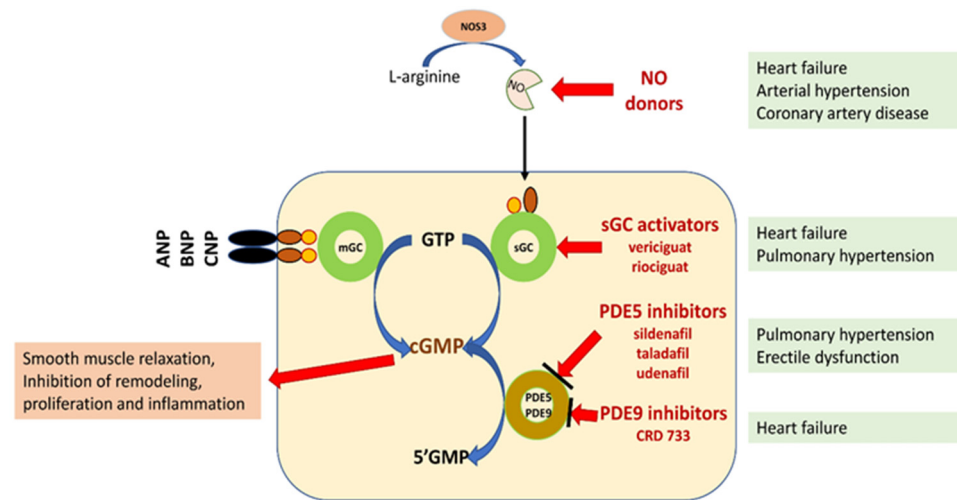 NOS3
L-arginine
NO
NO
donors
Heart failure
Arterial hypertension
Coronary artery disease
ANP
BNP
CNP
mGC
GTP
sGC
sGC activators
vericiguat
riociguat
Heart failure
Pulmonary hypertension
cGMP
PDE5 inhibitors
sildenafil
taladafil
udenafil
Pulmonary hypertension
Erectile dysfunction
Smooth muscle relaxation,
Inhibition of remodeling,
proliferation and inflammation
PDE5
PDE9
PDE9 inhibitors
CRD 733
Heart failure
5'GMP